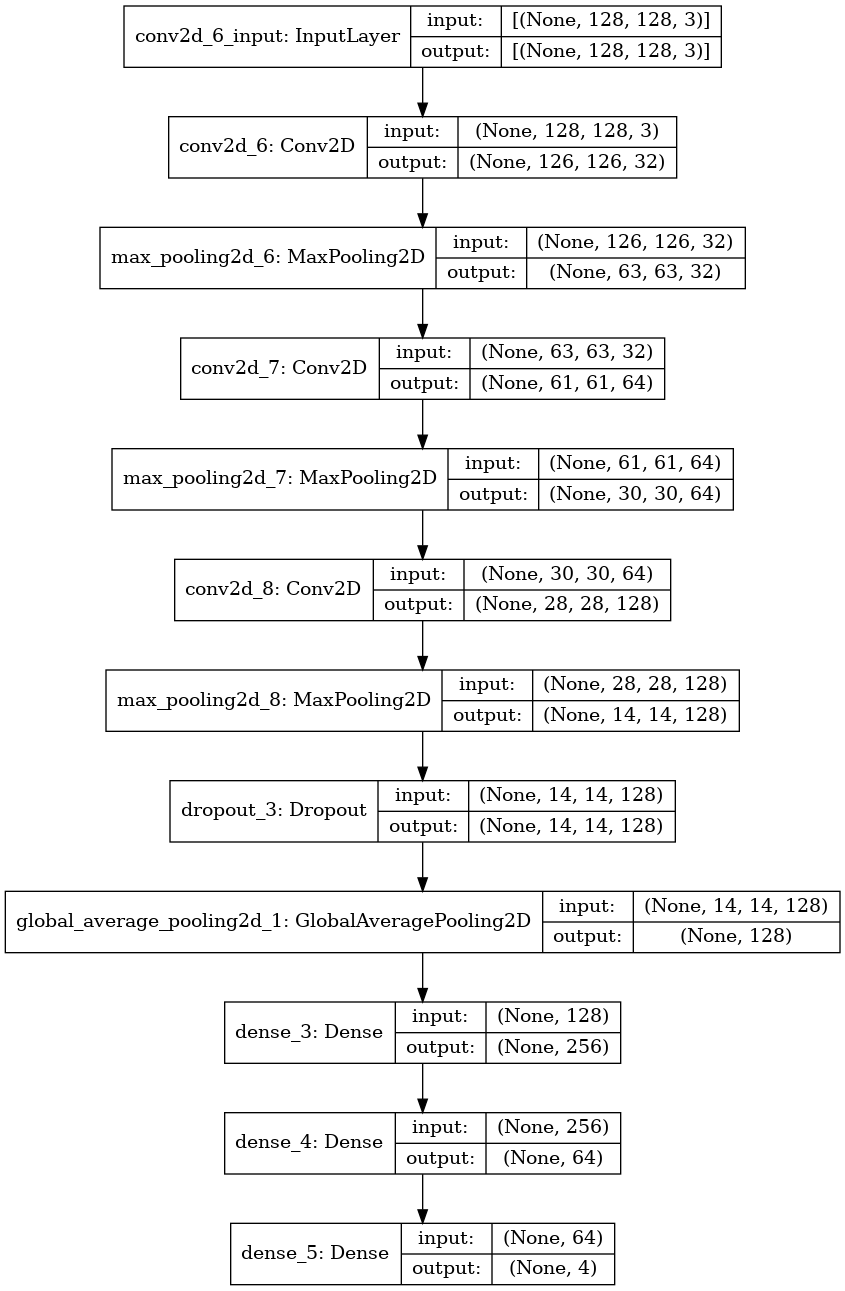 conv2d_6_input: InputLayer
input: [(None, 128, 128, 3)]
output: [(None, 128, 128, 3)]
conv2d_6: Conv2D
input: (None, 128, 128, 3)
output: (None, 126, 126, 32)
max_pooling2d_6: MaxPooling2D
input: (None, 126, 126, 32)
output: (None, 63, 63, 32)
conv2d_7: Conv2D
input: (None, 63, 63, 32)
output: (None, 61, 61, 64)
max_pooling2d_7: MaxPooling2D
input: (None, 61, 61, 64)
output: (None, 30, 30, 64)
conv2d_8: Conv2D
input: (None, 30, 30, 64)
output: (None, 28, 28, 128)
max_pooling2d_8: MaxPooling2D
input: (None, 28, 28, 128)
output: (None, 14, 14, 128)
dropout_3: Dropout
input: (None, 14, 14, 128)
output: (None, 14, 14, 128)
global_average_pooling2d_1: GlobalAveragePooling2D
input: (None, 14, 14, 128)
output: (None, 128)
dense_3: Dense
input: (None, 128)
output: (None, 256)
dense_4: Dense
input: (None, 256)
output: (None, 64)
dense_5: Dense
input: (None, 64)
output: (None, 4)